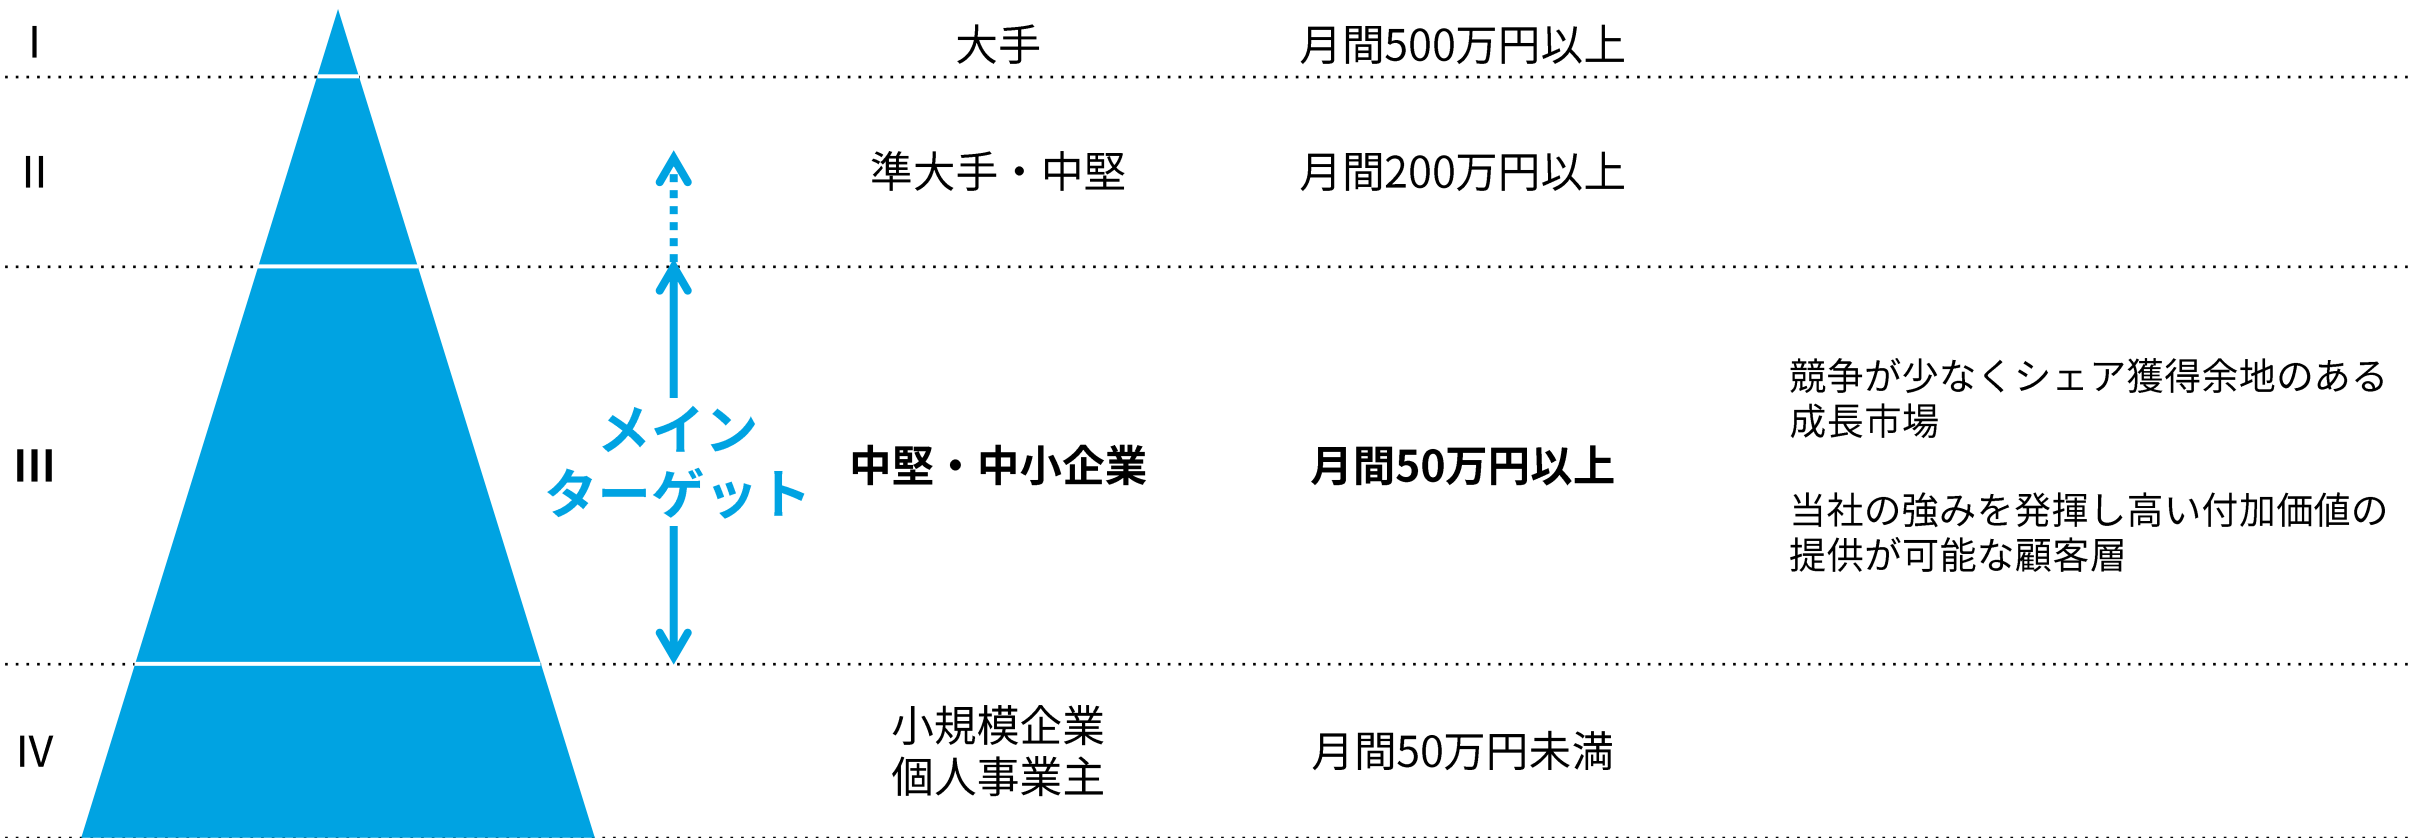 I
大手
月間500万円以上
II
準大手・中堅
月間200万円以上
III
メイン
ターゲット
中堅・中小企業
月間50万円以上
競争が少なくシェア獲得余地のある
成長市場
当社の強みを発揮し高い付加価値の
提供が可能な顧客層
IV
小規模企業
個人事業主
月間50万円未満